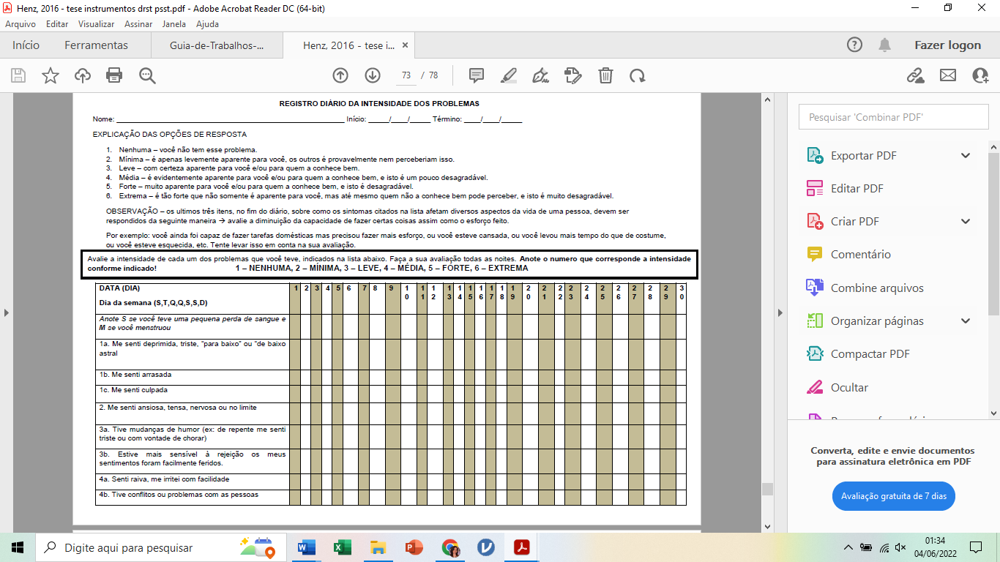 Henz, 2016 - tese instrumentos drst psst.pdf - Adobe Acrobat Reader DC (64-bit)
Arquivo Editar Visualizar Assinar Janela Ajuda
Início Ferramentas Guia-de-Trabalhos-... Henz, 2016 - tese i... × Fazer logon
73 / 78
REGISTRO DIÁRIO DA INTENSIDADE DOS PROBLEMAS
Nome: ____________________ Início: _____/____/_____ Término: ____/____/_____
EXPLICAÇÃO DAS OPÇÕES DE RESPOSTA
1. Nenhuma – você não tem esse problema.
2. Mínima – é apenas levemente aparente para você, os outros é provavelmente nem perceberiam isso.
3. Leve – com certeza aparente para você e/ou para quem a conhece bem.
4. Média – é evidentemente aparente para você e/ou para quem a conhece bem, e isto é um pouco desagradável.
5. Forte – muito aparente para você e/ou para quem a conhece bem, e isto é desagradável.
6. Extrema – é tão forte que não somente é aparente para você, mas até mesmo quem não a conhece bem pode perceber, e isto é muito desagradável.
OBSERVAÇÃO – os ultimos três itens, no fim do diário, sobre como os sintomas citados na lista afetam diversos aspectos da vida de uma pessoa, devem ser
respondidos da seguinte maneira → avalie a diminuição da capacidade de fazer certas coisas assim como o esforço feito.
Por exemplo: você ainda foi capaz de fazer tarefas domésticas mas precisou fazer mais esforço, ou você esteve cansada, ou você levou mais tempo do que de costume,
ou você esteve esquecida, etc. Tente levar isso em conta na sua avaliação.
Avalie a intensidade de cada um dos problemas que você teve, indicados na lista abaixo. Faça a sua avaliação todas as noites. Anote o numero que corresponde a intensidade
conforme indicado! 1 – NENHUMA, 2 – MÍNIMA, 3 – LEVE, 4 – MÉDIA, 5 – FORTE, 6 – EXTREMA
DATA (DIA) 1 2 3 4 5 6 7 8 9 10 11 12 13 14 15 16 17 18 19 20 21 22 23 24 25 26 27 28 29 30
Dia da semana (S,T,Q,Q,S,S,D)
Anote S se você teve uma pequena perda de sangue e
M se você menstruou
1a. Me senti deprimida, triste, "para baixo" ou "de baixo
astral
1b. Me senti arrasada
1c. Me senti culpada
2. Me senti ansiosa, tensa, nervosa ou no limite
3a. Tive mudanças de humor (ex: de repente me senti
triste ou com vontade de chorar)
3b. Estive mais sensível à rejeição os meus
sentimentos foram facilmente feridos.
4a. Senti raiva, me irritei com facilidade
4b. Tive conflitos ou problemas com as pessoas
Pesquisar 'Combinar PDF'
Exportar PDF
Editar PDF
Criar PDF
Comentário
Combine arquivos
Organizar páginas
Compactar PDF
Ocultar
Converta, edite e envie documentos
para assinatura eletrônica em PDF
Avaliação gratuita de 7 dias
Digite aqui para pesquisar
01:34
04/06/2022